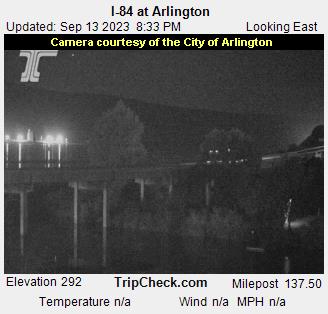 I-84 at Arlington
Updated: Sep 13 2023 8:33 PM Looking East
Camera courtesy of the City of Arlington
Elevation 292 TripCheck.com Milepost 137.50
Temperature n/a Wind n/a MPH n/a